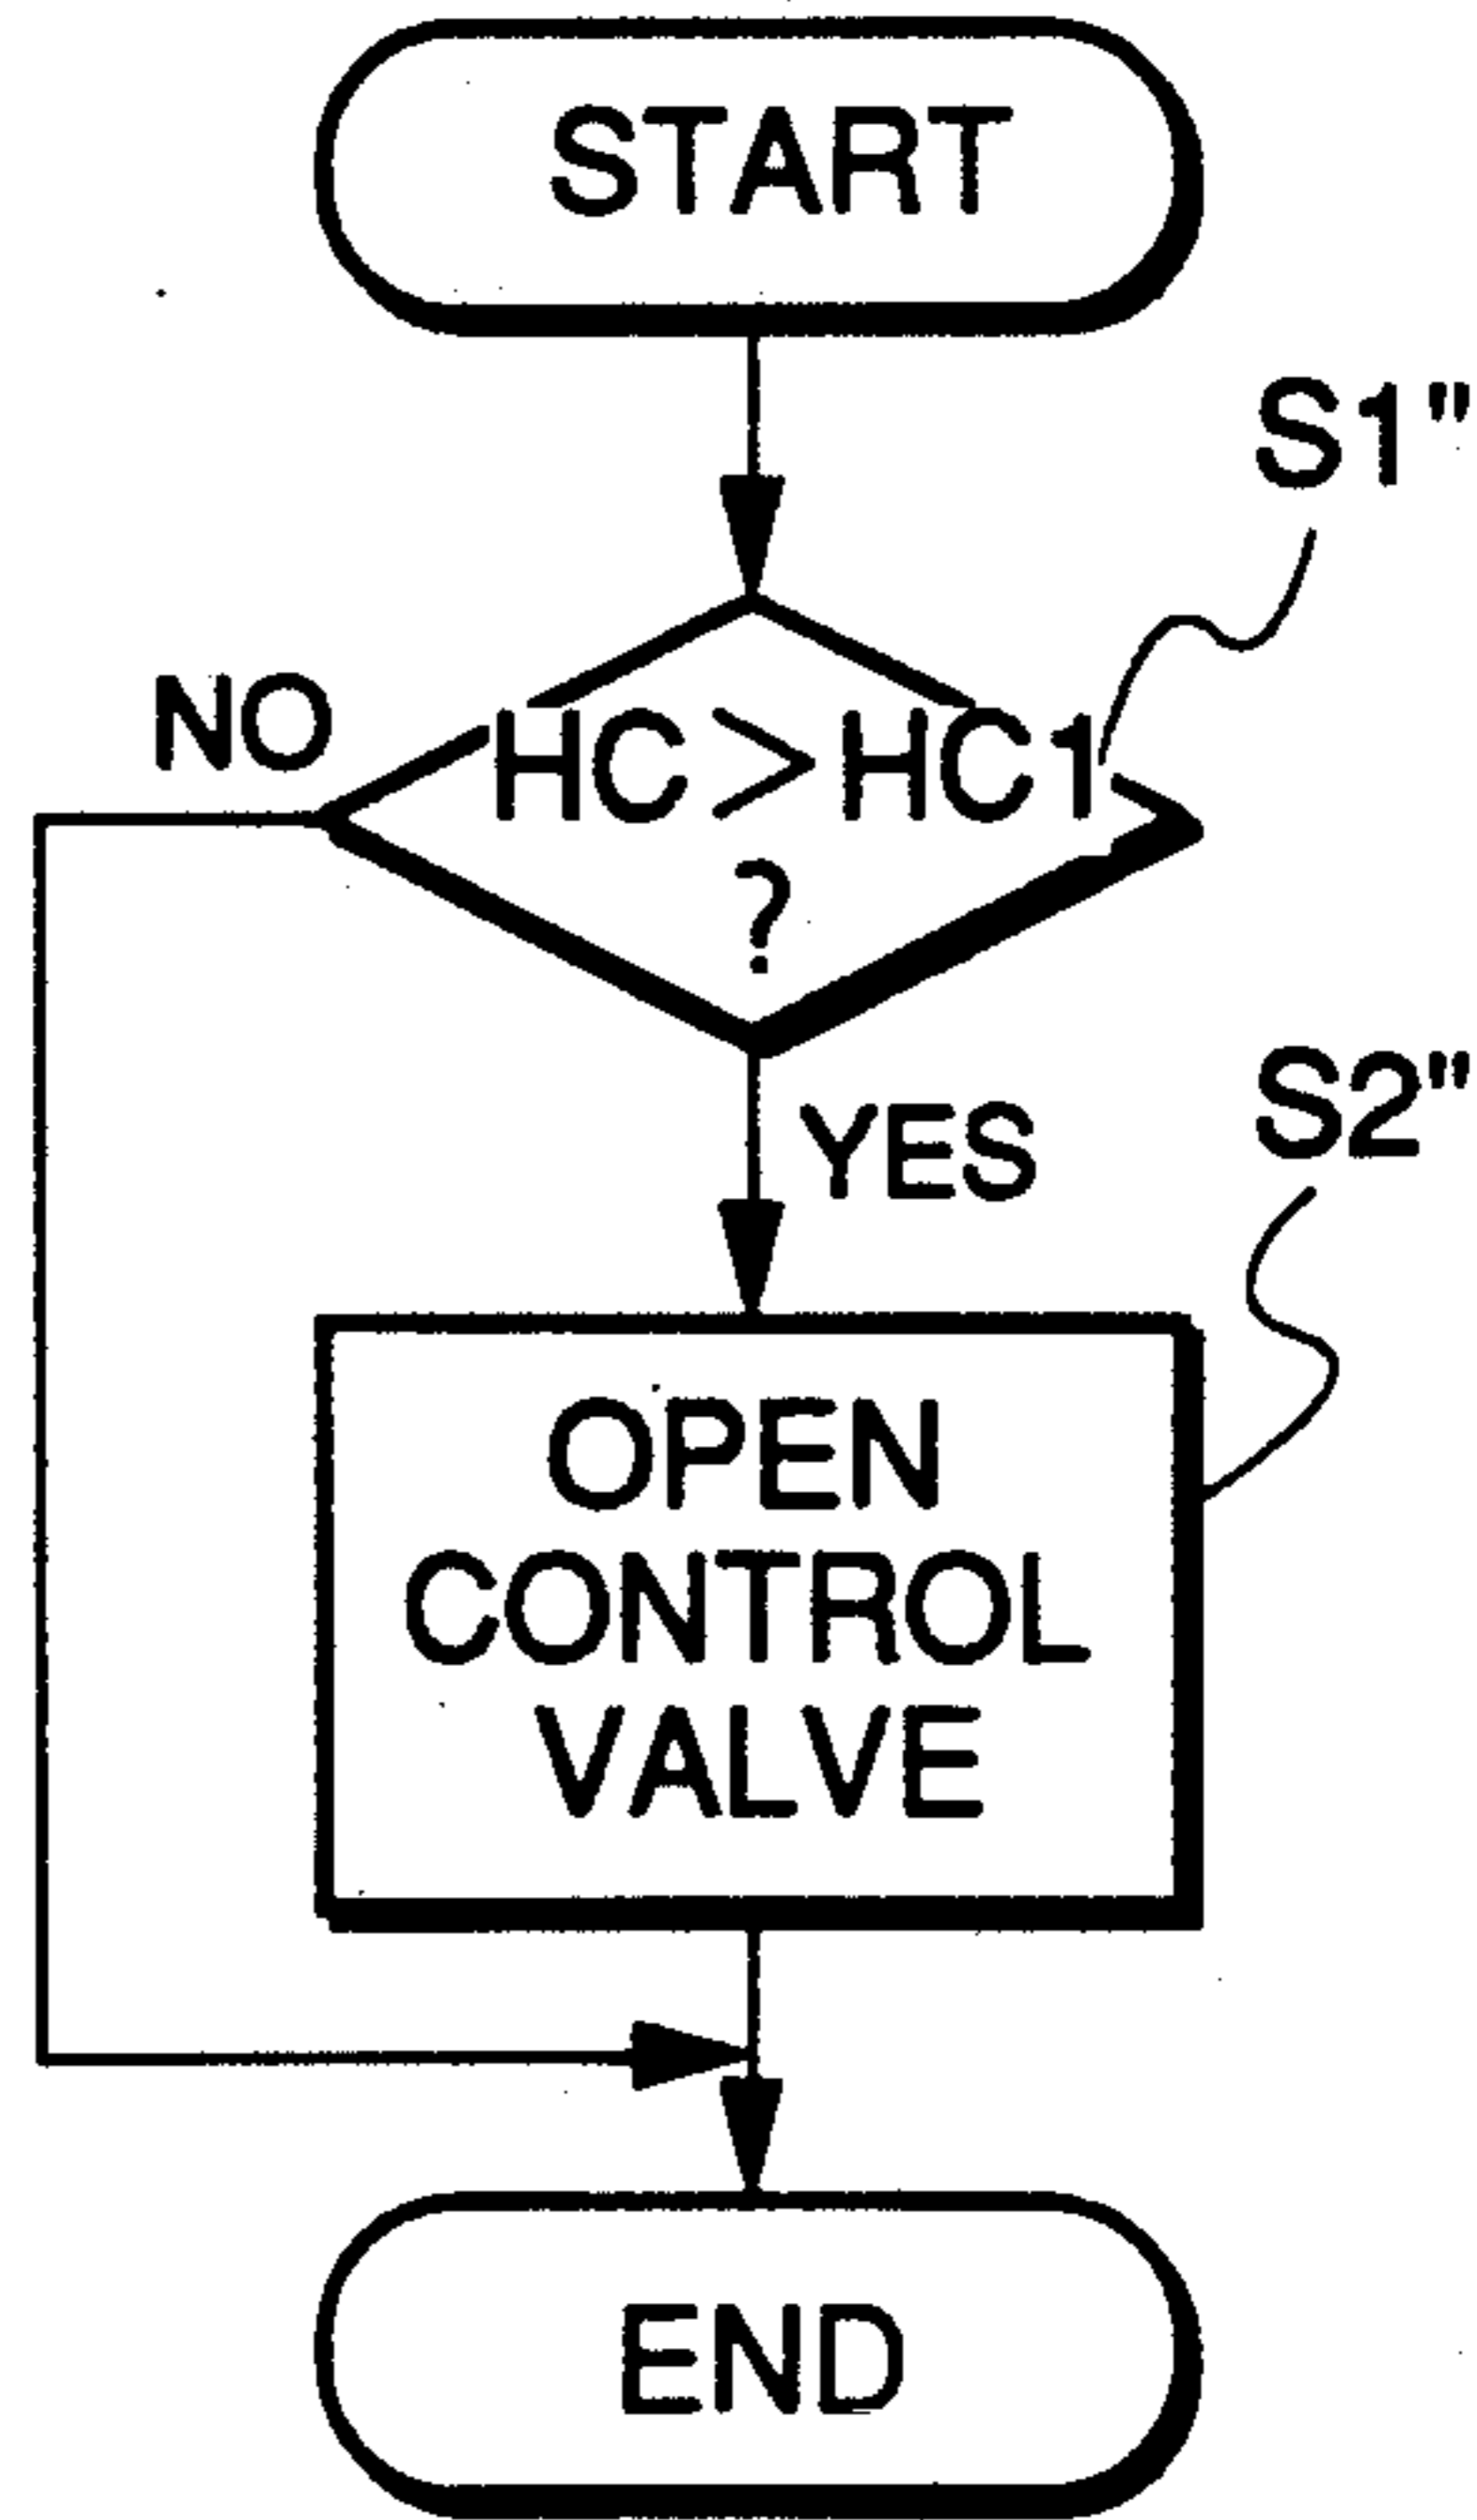 START
S1"
NO
HC>HC1
?
YES
S2"
OPEN
CONTROL
VALVE
END